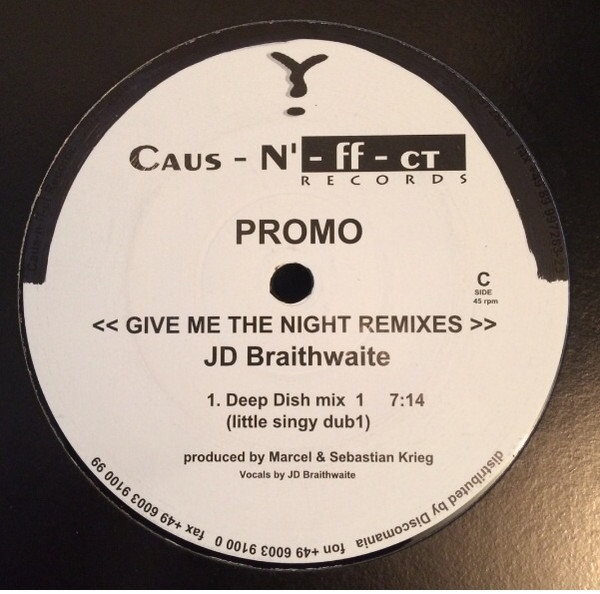 CAUS - N' - ff - CT
RECORDS
PROMO
C
SIDE
45 rpm
<< GIVE ME THE NIGHT REMIXES >>
JD Braithwaite
1. Deep Dish mix 1 7:14
(little singy dub1)
produced by Marcel & Sebastian Krieg
Vocals by JD Braithwaite
distributed by Discomania fon +49 6003 9100 0 fax +49 6003 9100 99